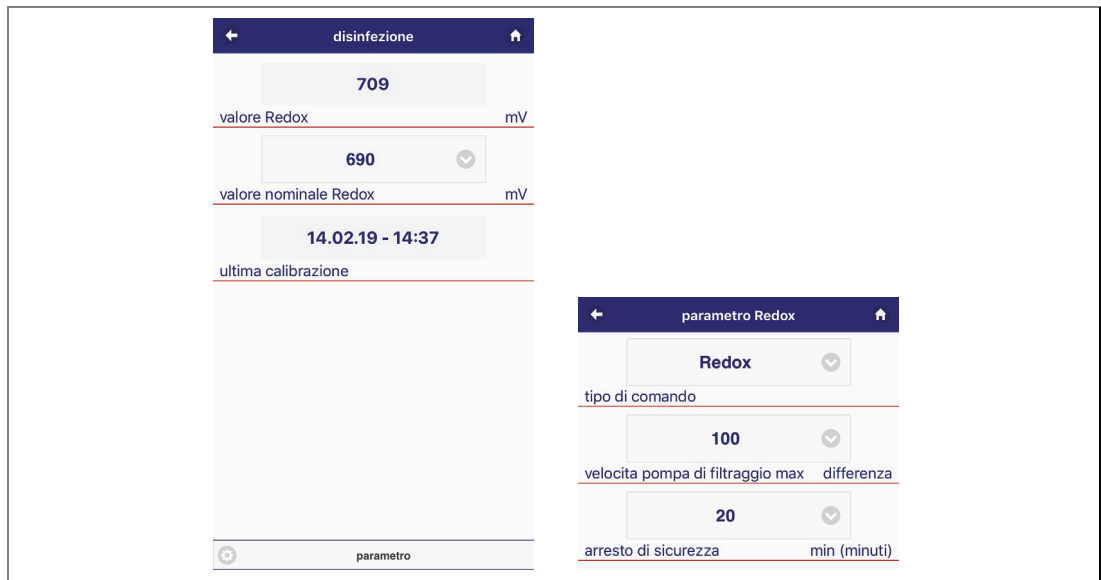 disinfezione
709
valore Redox mV
690
valore nominale Redox mV
14.02.19 - 14:37
ultima calibrazione
parametro
parametro Redox
Redox
tipo di comando
100
velocita pompa di filtraggio max differenza
20
arresto di sicurezza min (minuti)